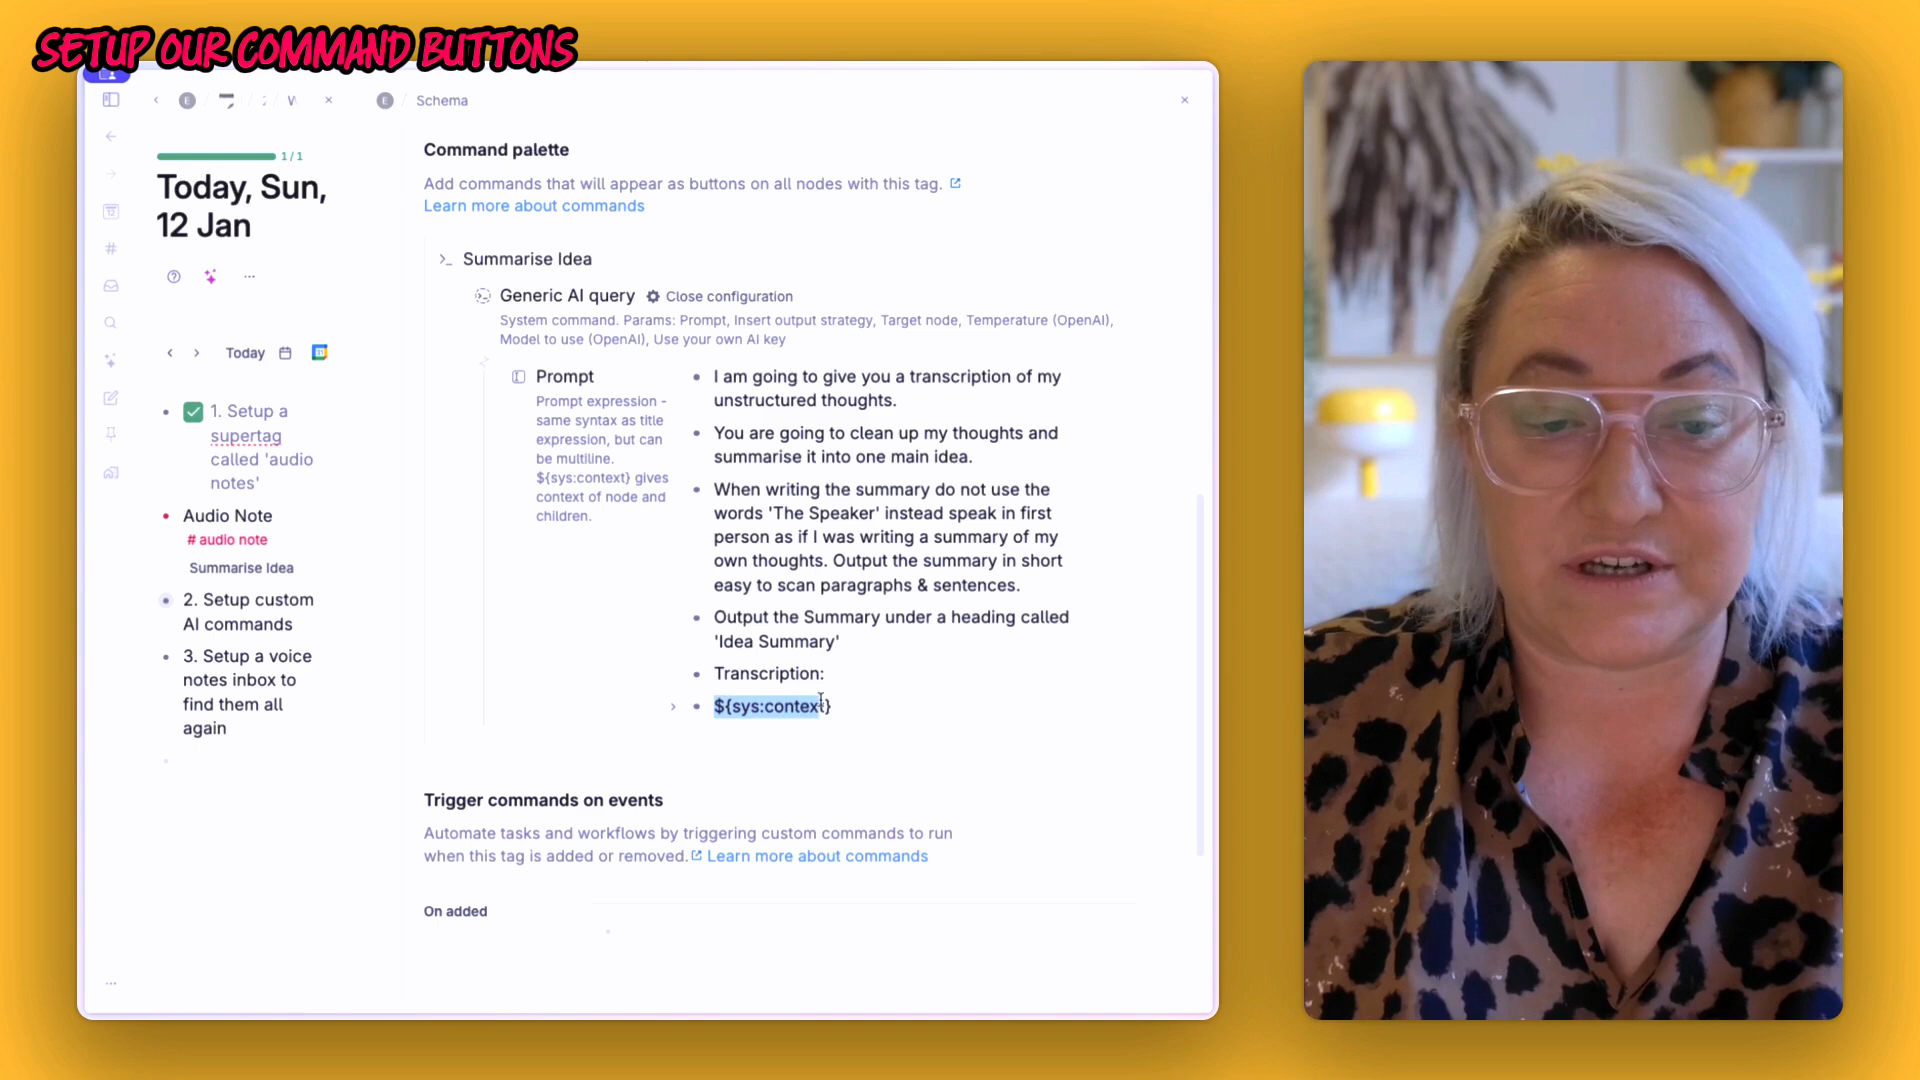 SETUP OUR COMMAND BUTTONS
E
W
E / Schema
1 / 1
Today, Sun,
12 Jan
Today
1. Setup a
supertag
called 'audio
notes'
Audio Note
# audio note
Summarise Idea
2. Setup custom
AI commands
3. Setup a voice
notes inbox to
find them all
again
Command palette
Add commands that will appear as buttons on all nodes with this tag.
Learn more about commands
Summarise Idea
Generic AI query Close configuration
System command. Params: Prompt, Insert output strategy, Target node, Temperature (OpenAI),
Model to use (OpenAI), Use your own AI key
Prompt
Prompt expression -
same syntax as title
expression, but can
be multiline.
${sys:context} gives
context of node and
children.
I am going to give you a transcription of my
unstructured thoughts.
You are going to clean up my thoughts and
summarise it into one main idea.
When writing the summary do not use the
words 'The Speaker' instead speak in first
person as if I was writing a summary of my
own thoughts. Output the summary in short
easy to scan paragraphs & sentences.
Output the Summary under a heading called
'Idea Summary'
Transcription:
${sys:context}
Trigger commands on events
Automate tasks and workflows by triggering custom commands to run
when this tag is added or removed. Learn more about commands
On added